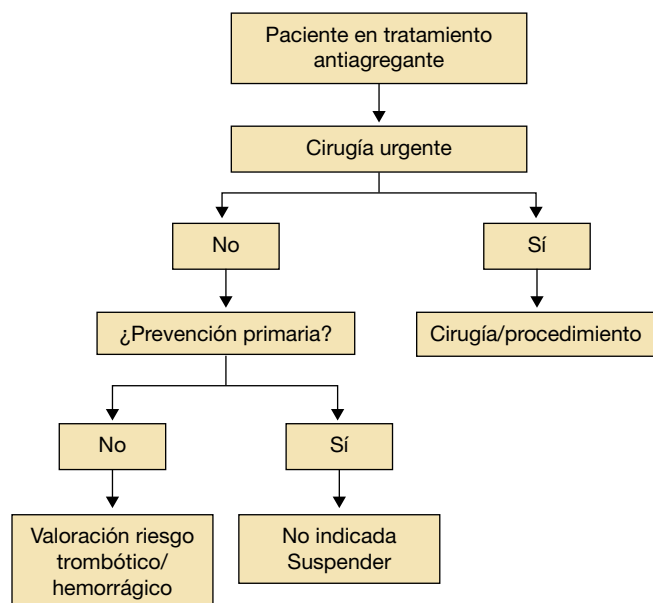 Paciente en tratamiento
antiagregante
Cirugía urgente
No
Sí
¿Prevención primaria?
Cirugía/procedimiento
No
Sí
Valoración riesgo
trombótico/
hemorrágico
No indicada
Suspender